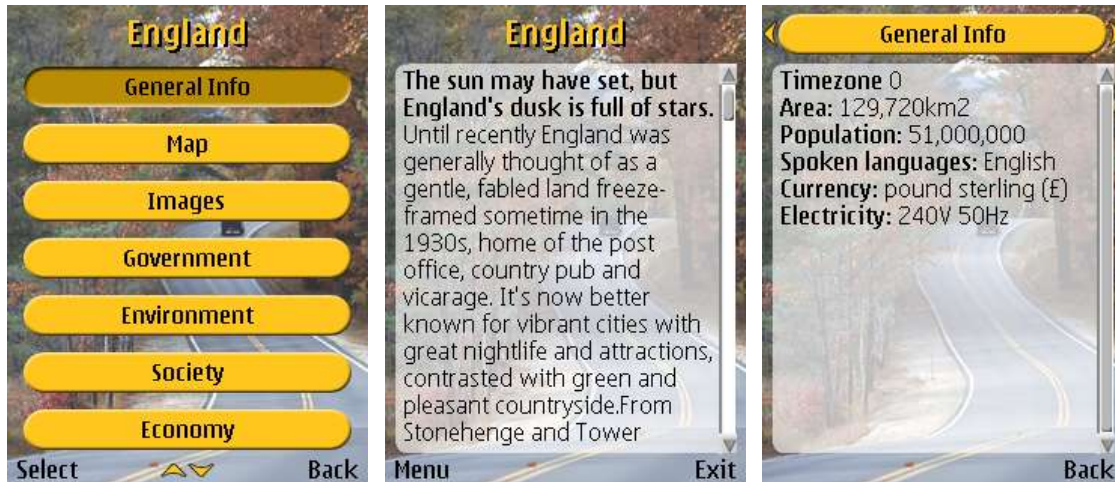 England
General Info
Map
Images
Government
Environment
Society
Economy
Select
Back
England
The sun may have set, but
England's dusk is full of stars.
Until recently England was
generally thought of as a
gentle, fabled land freeze-
framed sometime in the
1930s, home of the post
office, country pub and
vicarage. It's now better
known for vibrant cities with
great nightlife and attractions,
contrasted with green and
pleasant countryside.From
Stonehenge and Tower
Menu
Exit
General Info
Timezone 0
Area: 129,720km2
Population: 51,000,000
Spoken languages: English
Currency: pound sterling (£)
Electricity: 240V 50Hz
Back